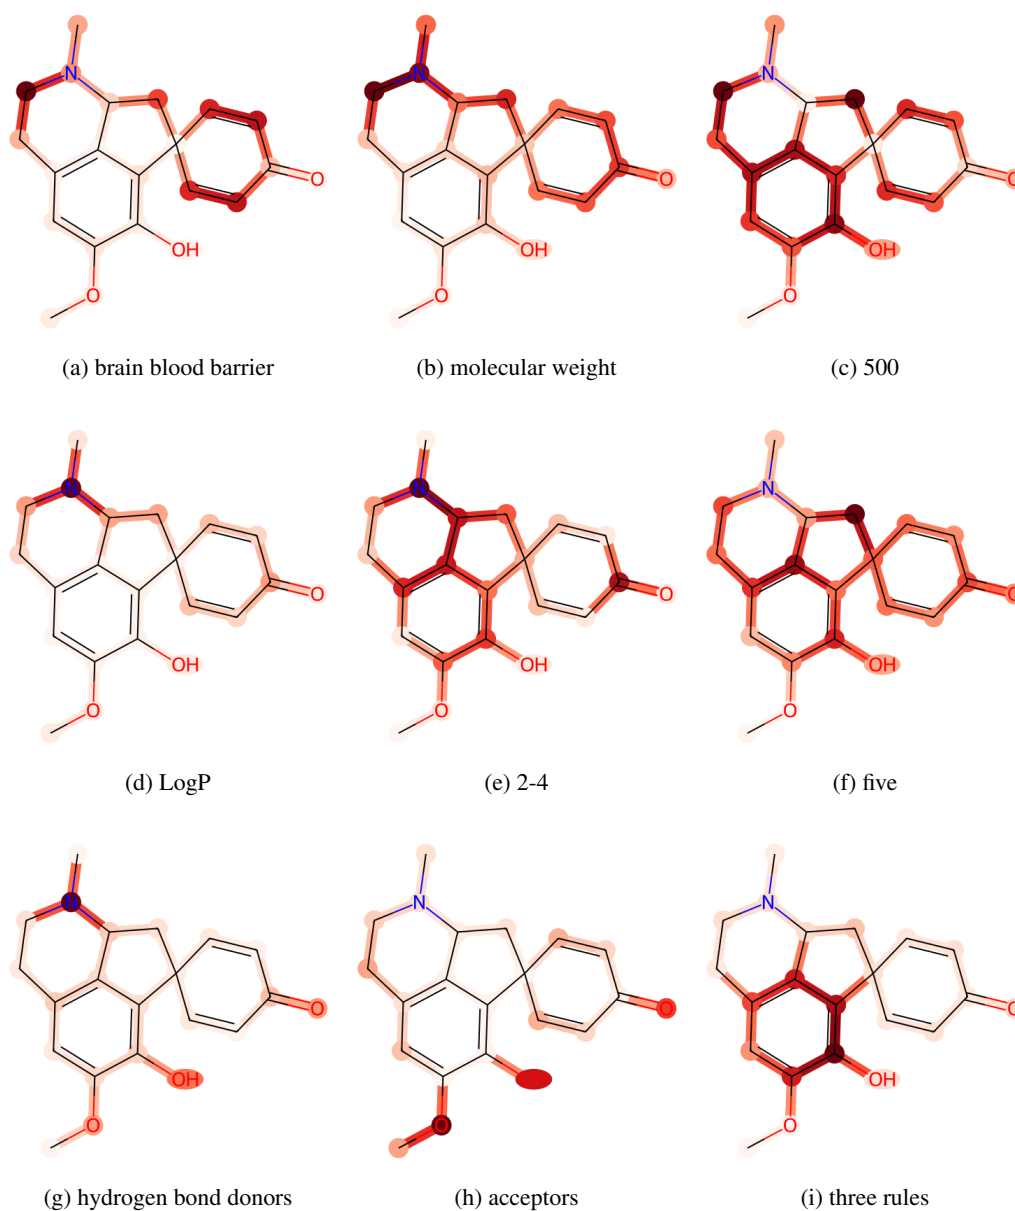 N N N
O O O
OH OH OH
O O O
(a) brain blood barrier (b) molecular weight (c) 500
N N N
O O O
OH OH OH
O O O
(d) LogP (e) 2-4 (f) five
N N N
O O O
OH OH
O O O
(g) hydrogen bond donors (h) acceptors (i) three rules